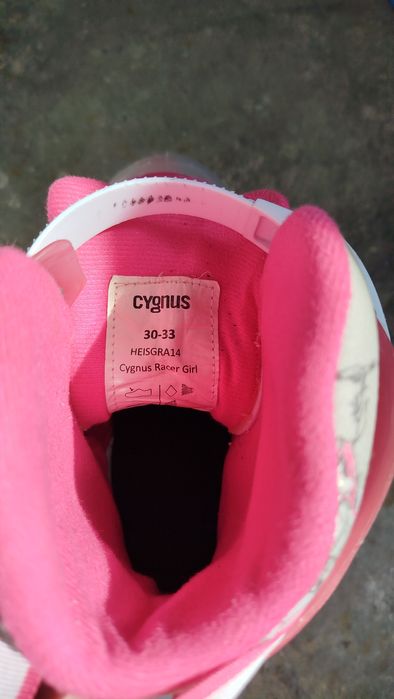 cygnus
30-33
HEISGRA14
Cygnus Racer Girl